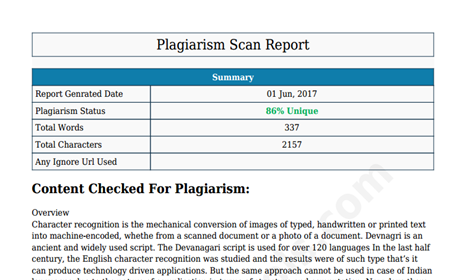 Plagiarism Scan Report
Summary
Report Genrated Date 01 Jun, 2017
Plagiarism Status 86% Unique
Total Words 337
Total Characters 2157
Any Ignore Url Used
Content Checked For Plagiarism:
Overview
Character recognition is the mechanical conversion of images of typed, handwritten or printed text
into machine-encoded, whethe from a scanned document or a photo of a document. Devnagri is an
ancient and widely used script. The Devanagari script is used for over 120 languages In the last half
century, the English character recognition was studied and the results were of such type that's it
can produce technology driven applications. But the same approach cannot be used in case of Indian
.com